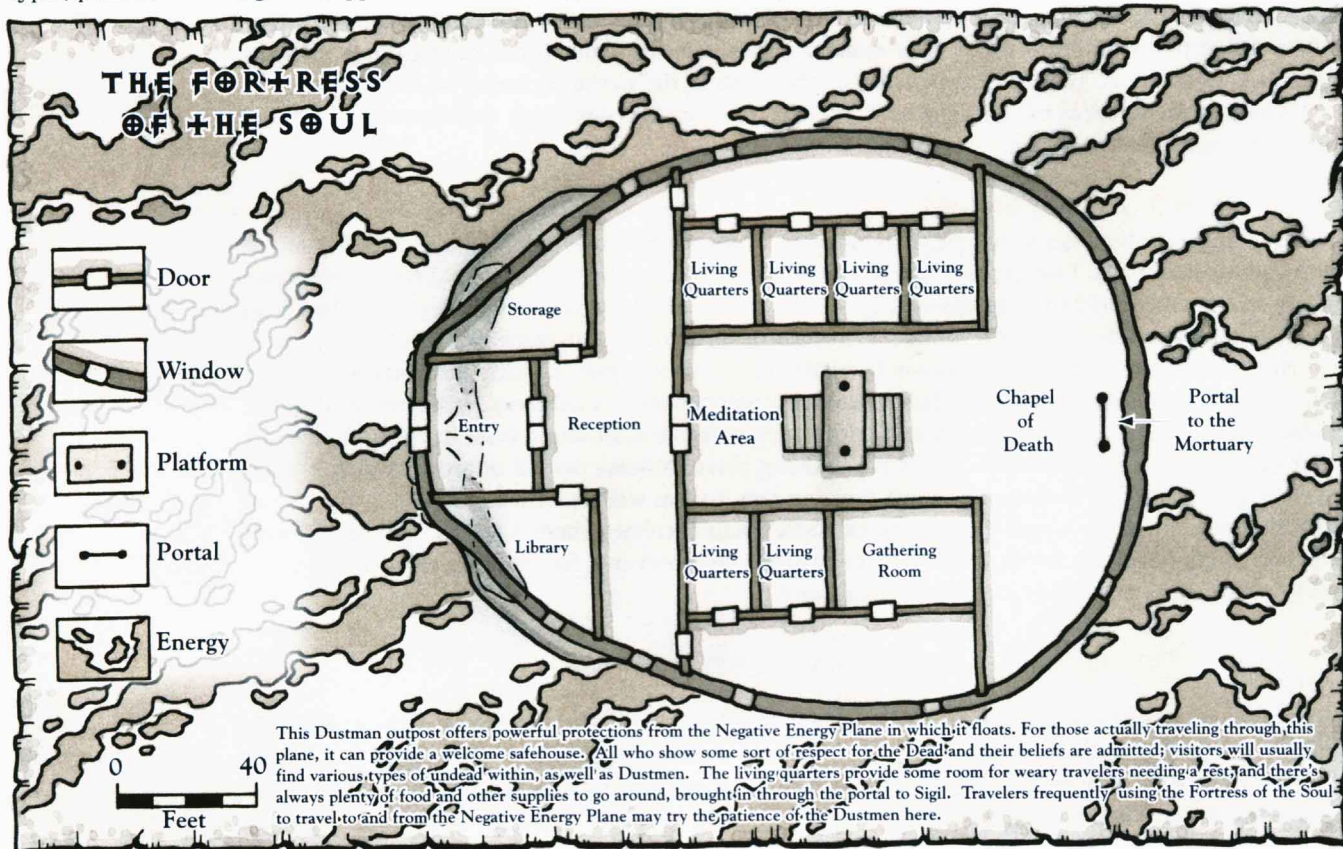 THE FORTRESS
OF THE SOUL
Door
Window
Platform
Portal
Energy
0 40
Feet
Storage
Entry
Reception
Library
Living
Quarters
Living
Quarters
Living
Quarters
Living
Quarters
Meditation
Area
Chapel
of
Death
Portal
to the
Mortuary
Living
Quarters
Living
Quarters
Gathering
Room
This Dustman outpost offers powerful protections from the Negative Energy Plane in which it floats. For those actually traveling through this
plane, it can provide a welcome safehouse. All who show some sort of respect for the Dead and their beliefs are admitted; visitors will usually
find various types of undead within, as well as Dustmen. The living quarters provide some room for weary travelers needing a rest, and there's
always plenty of food and other supplies to go around, brought in through the portal to Sigil. Travelers frequently using the Fortress of the Soul
to travel to and from the Negative Energy Plane may try the patience of the Dustmen here.